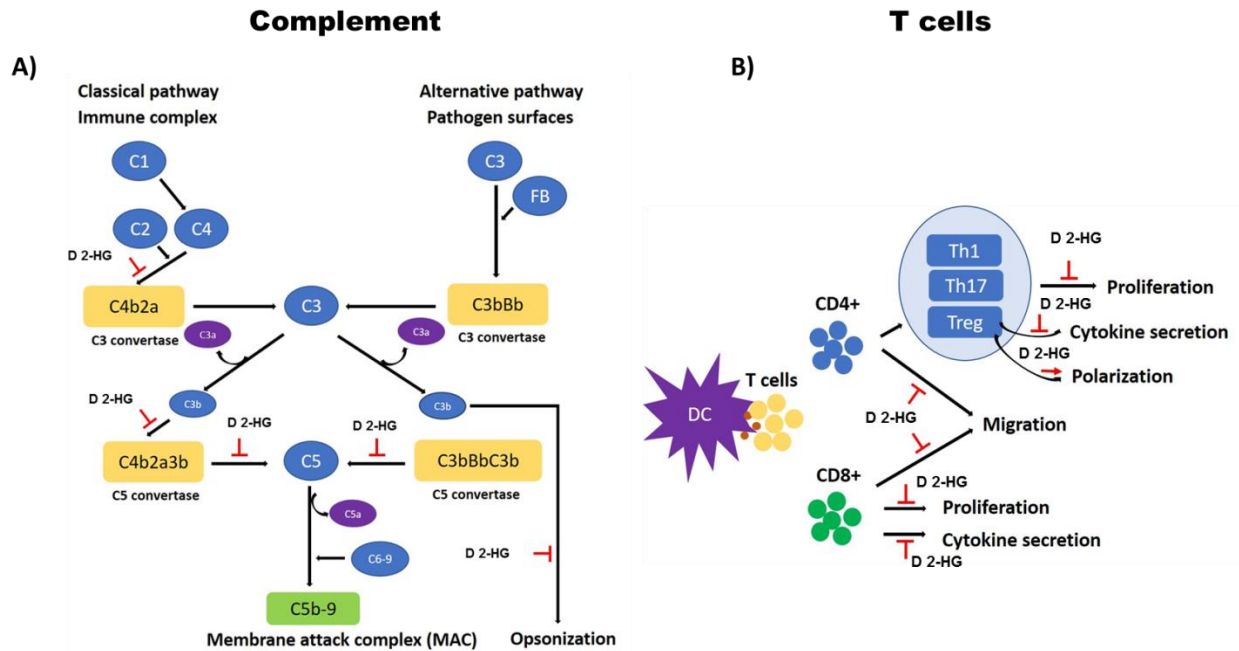 Complement
T cells
A)
B)
Classical pathway
Immune complex
Alternative pathway
Pathogen surfaces
C1
C3
FB
C2
C4
D 2-HG
C4b2a
C3
C3bBb
C3 convertase
C3a
C3a
C3 convertase
D 2-HG
C3b
C3b
D 2-HG
D 2-HG
C4b2a3b
C5
C3bBbC3b
C5 convertase
C5 convertase
C5a
D 2-HG
C6-9
C5b-9
Membrane attack complex (MAC)
Opsonization
Th1
Th17
Treg
D 2-HG
Proliferation
D 2-HG
Cytokine secretion
D 2-HG
Polarization
CD4+
DC
T cells
D 2-HG
Migration
CD8+
D 2-HG
Proliferation
Cytokine secretion
D 2-HG